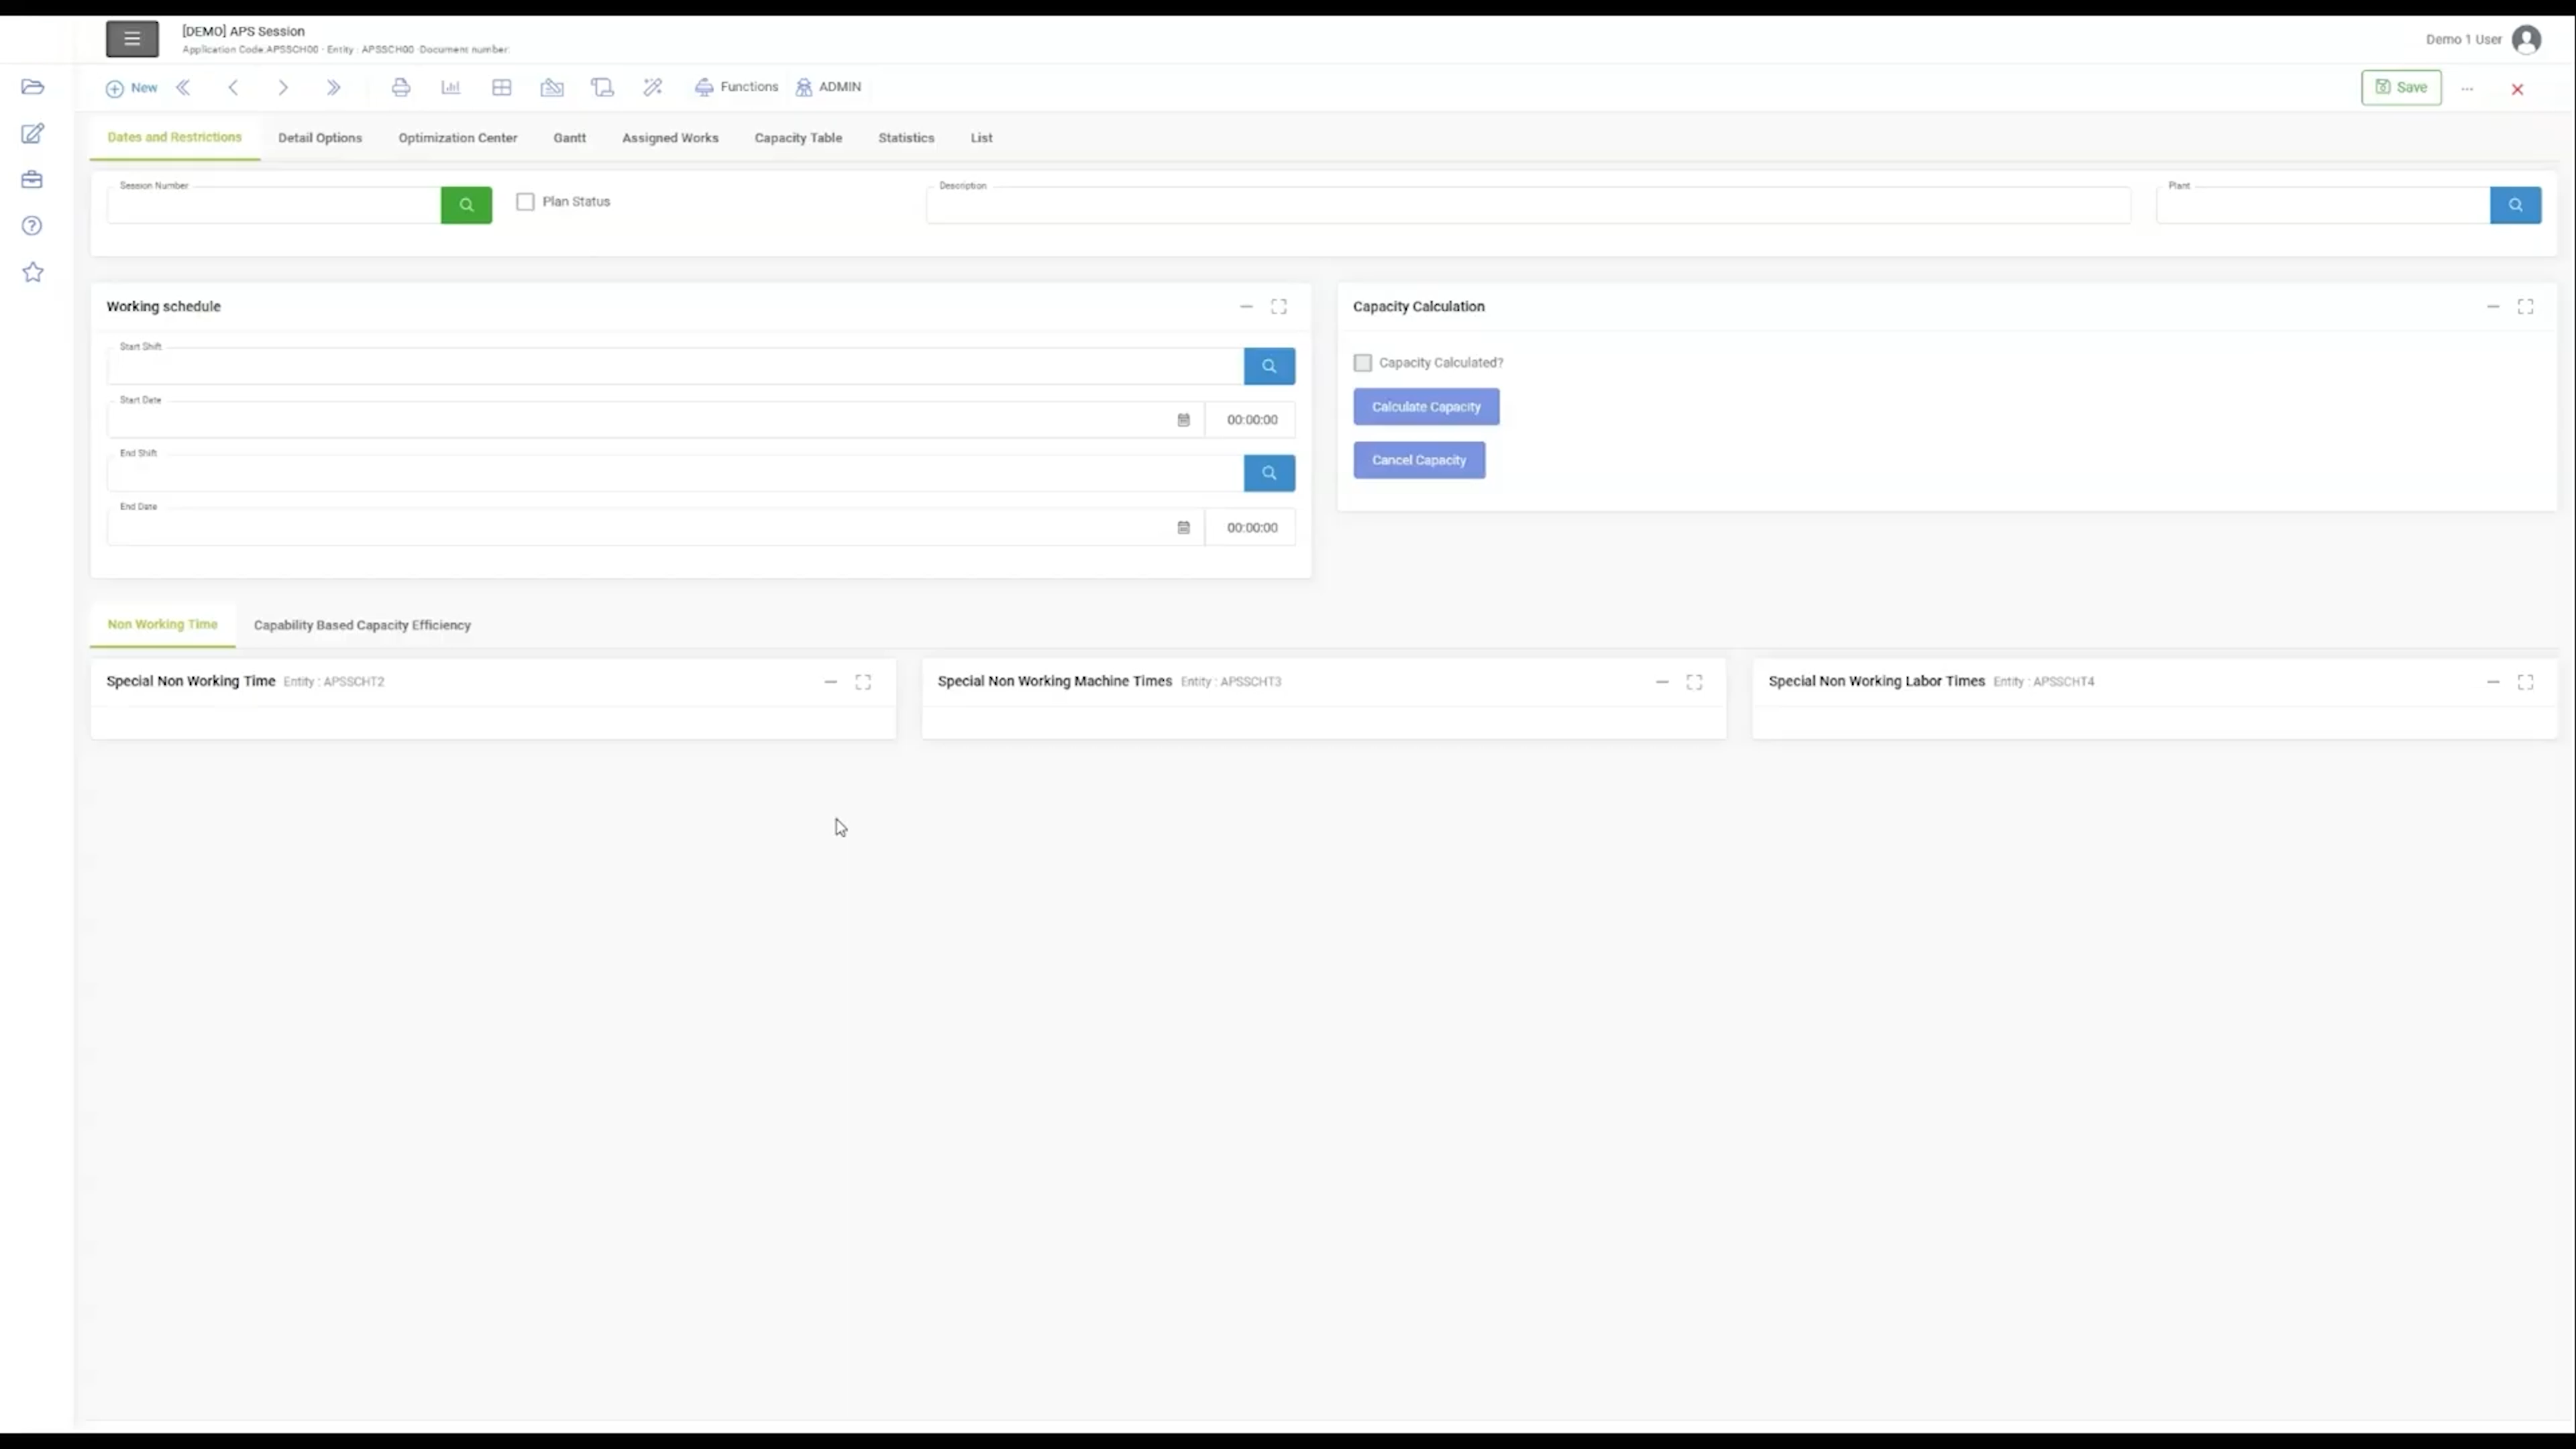 [DEMO] APS Session
Application Code:APSSCH00 · Entity : APSSCH00 ·Document number:
Demo 1 User
New
Functions
ADMIN
Save
Dates and Restrictions
Detail Options
Optimization Center
Gantt
Assigned Works
Capacity Table
Statistics
List
Session Number
Plan Status
Description
Plant
Working schedule
Start Shift
Start Date
00:00:00
End Shift
End Date
00:00:00
Capacity Calculation
Capacity Calculated?
Calculate Capacity
Cancel Capacity
Non Working Time
Capability Based Capacity Efficiency
Special Non Working Time Entity : APSSCHT2
Special Non Working Machine Times Entity : APSSCHT3
Special Non Working Labor Times Entity : APSSCHT4